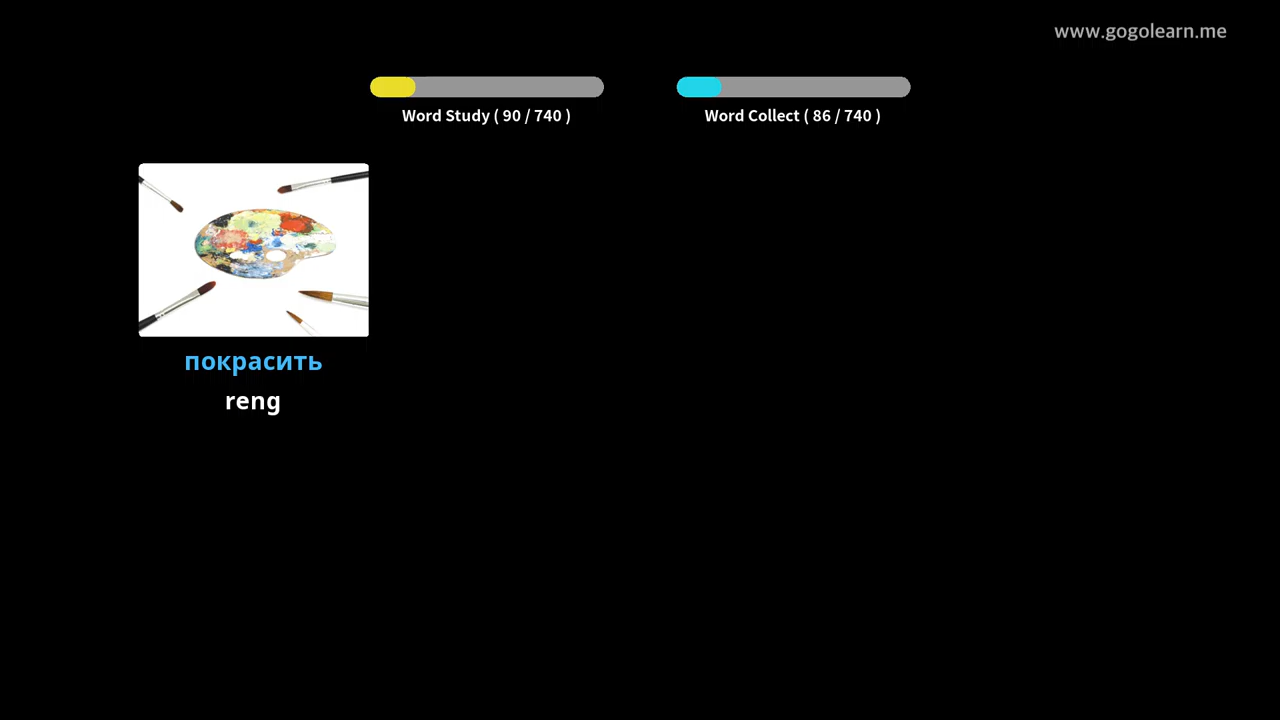 www.gogolearn.me
Word Study ( 90 / 740 )
Word Collect ( 86 / 740 )
покрасить
reng